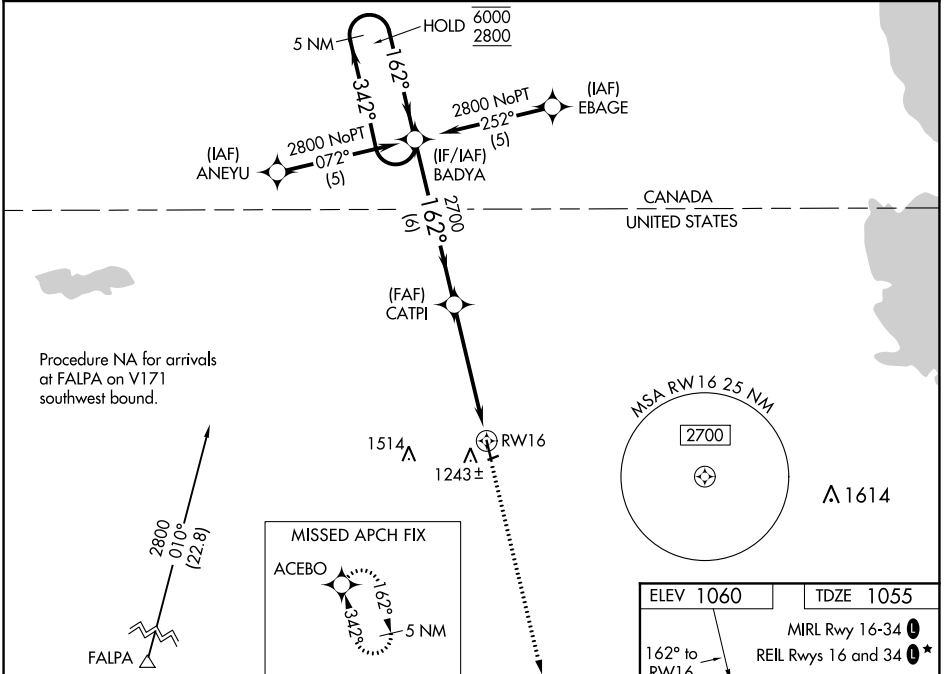 HOLD 6000
2800
5 NM
162°
342°
2800 NoPT
072°
(5)
2800 NoPT
252°
(5)
(IAF)
EBAGE
(IAF)
ANEYU
(IF/IAF)
BADYA
2700
162°
(6)
CANADA
UNITED STATES
(FAF)
CATPI
Procedure NA for arrivals
at FALPA on V171
southwest bound.
MSA RW16 25 NM
2700
1514
RW16
1243±
1614
2800
010°
(22.8)
FALPA
MISSED APCH FIX
ACEBO
162°
342°
5 NM
ELEV 1060
TDZE 1055
MIRL Rwy 16-34 L
REIL Rwys 16 and 34 L ★
162° to
RW16